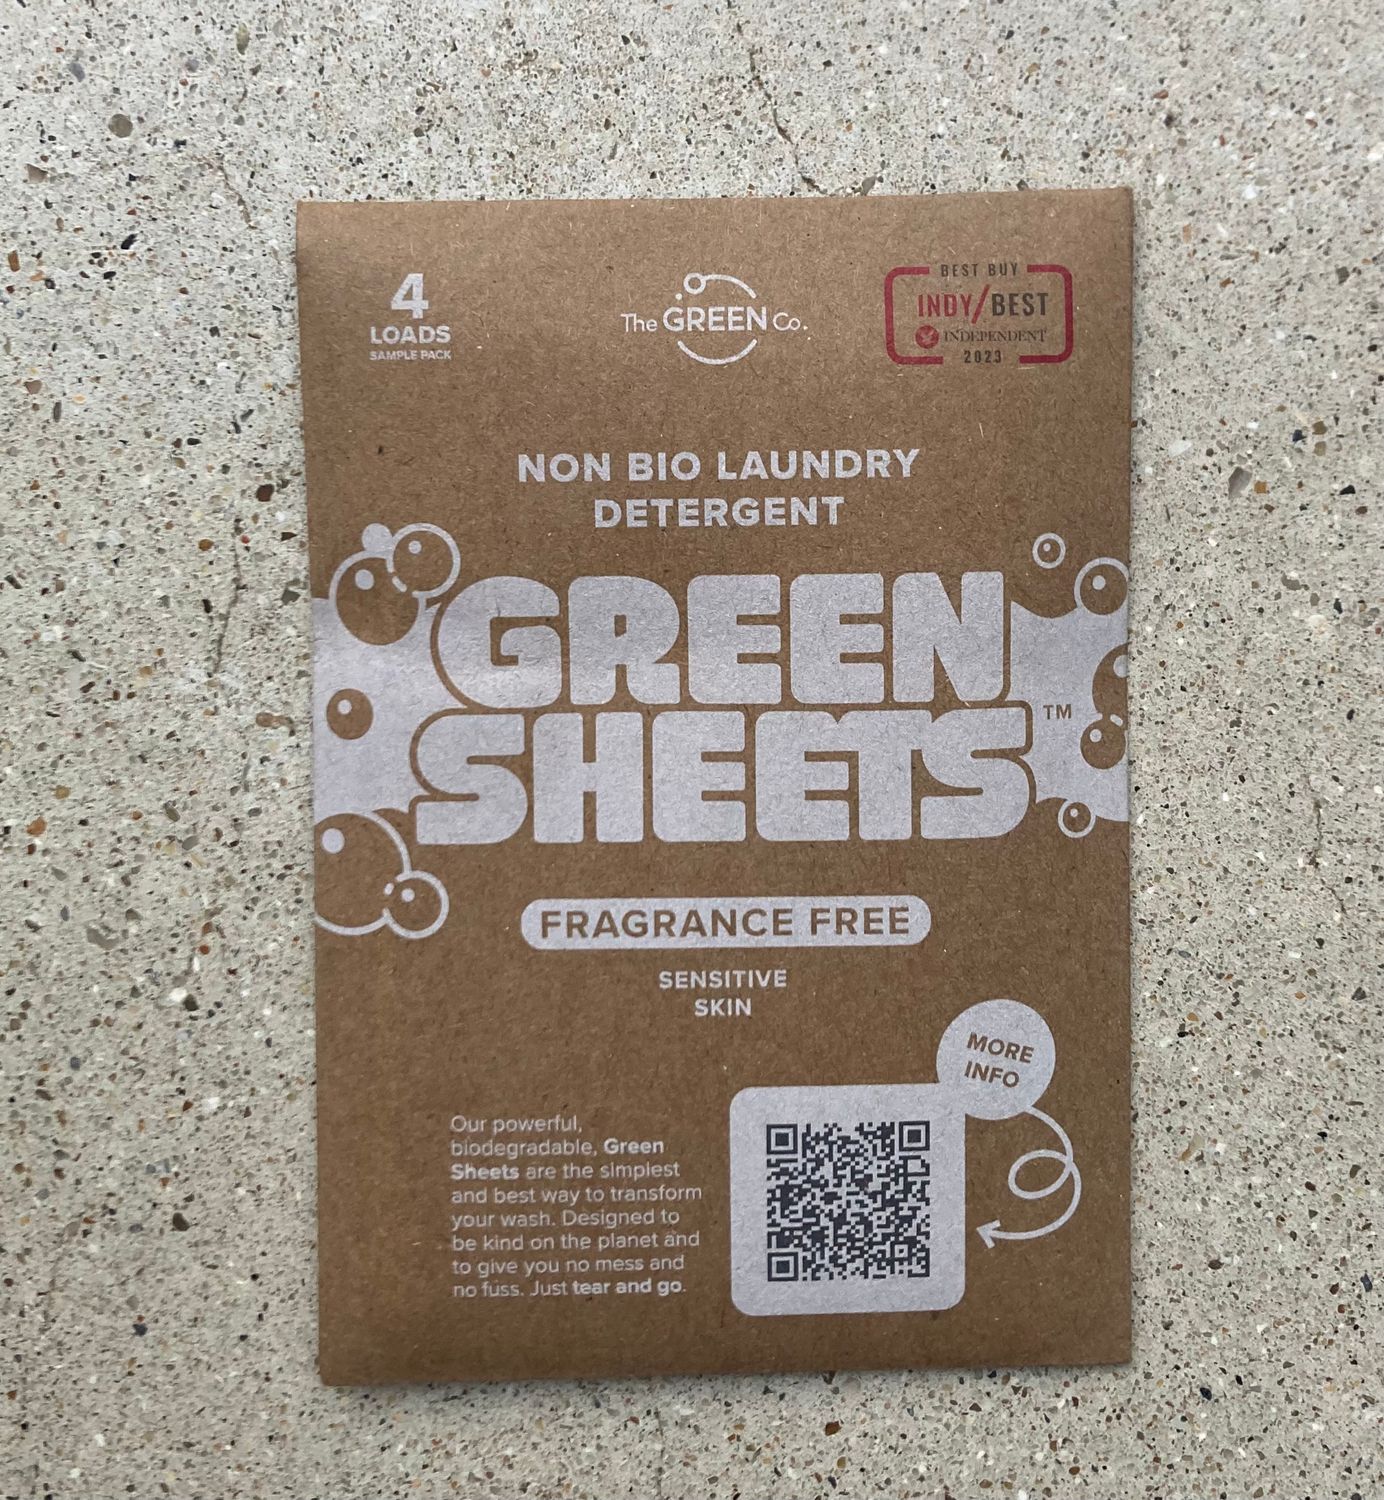 4
LOADS
SAMPLE PACK
The GREEN Co.
BEST BUY
INDY/BEST
INDEPENDENT
2023
NON BIO LAUNDRY
DETERGENT
GREEN
SHEETS™
FRAGRANCE FREE
SENSITIVE
SKIN
MORE
INFO
Our powerful,
biodegradable, Green
Sheets are the simplest
and best way to transform
your wash. Designed to
be kind on the planet and
to give you no mess and
no fuss. Just tear and go.